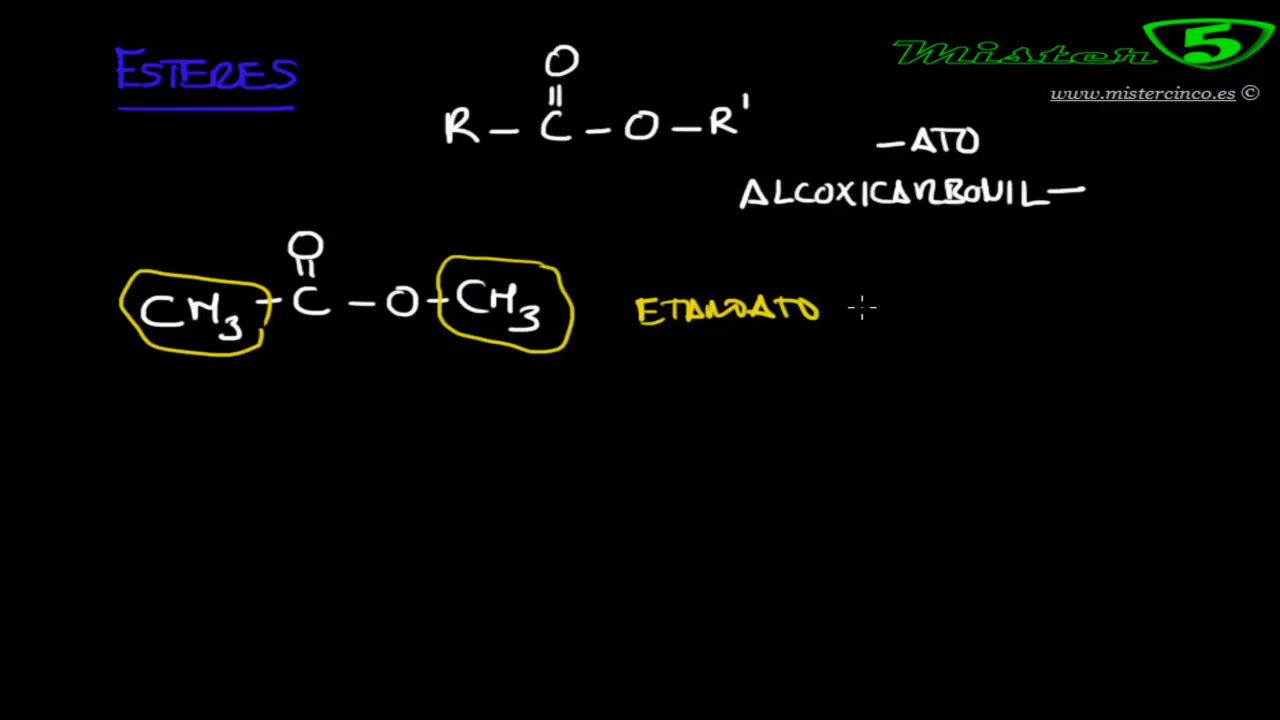 ESTERES
Mister 5
www.mistercinco.es ©
O
R - C - O - R'
- ATO
ALCOXICARBONIL -
O
CH3 - C - O - CH3
ETANOATO